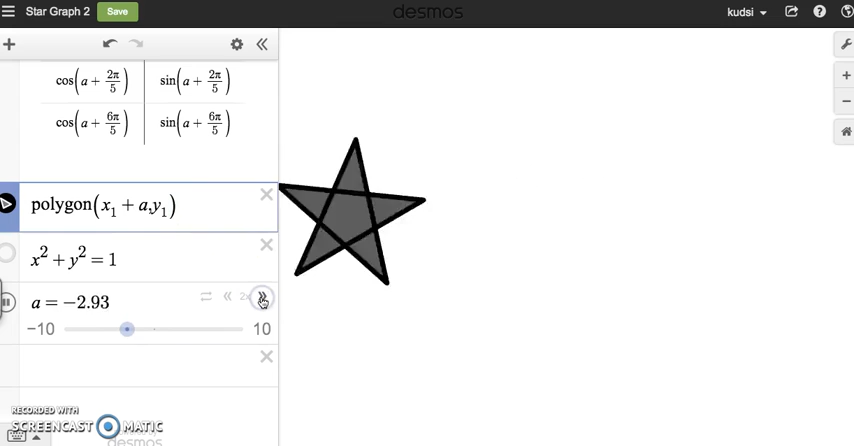 Star Graph 2 Save desmos kudsi
cos(a + 2π/5) sin(a + 2π/5)
cos(a + 6π/5) sin(a + 6π/5)
polygon(x₁ + a,y₁)
x² + y² = 1
a = −2.93
−10 10
RECORDED WITH
SCREENCAST MATIC
desmos